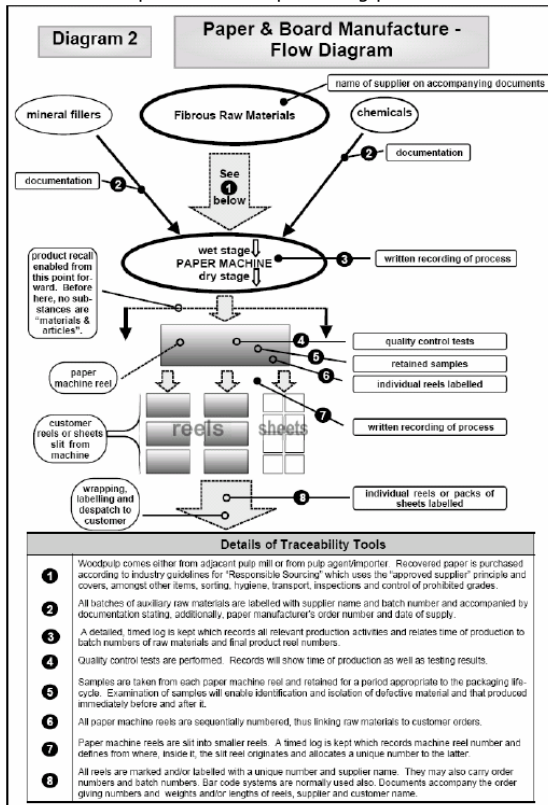 Diagram 2
Paper & Board Manufacture -
Flow Diagram
name of supplier on accompanying documents
mineral fillers
Fibrous Raw Materials
chemicals
2
documentation
documentation
2
See
1
below
product recall
enabled from
this point for-
ward. Before
here, no sub-
stances are
"materials &
articles".
wet stage
PAPER MACHINE
dry stage
3
written recording of process
4
quality control tests
5
retained samples
6
individual reels labelled
paper
machine reel
7
written recording of process
customer
reels or sheets
slit from
machine
reels
sheets
wrapping,
labelling and
despatch to
customer
8
individual reels or packs of
sheets labelled
Details of Traceability Tools
1
Woodpulp comes either from adjacent pulp mill or from pulp agent/importer. Recovered paper is purchased
according to industry guidelines for "Responsible Sourcing" which uses the "approved supplier" principle and
covers, amongst other items, sorting, hygiene, transport, inspections and control of prohibited grades.
2
All batches of auxiliary raw materials are labelled with supplier name and batch number and accompanied by
documentation stating, additionally, paper manufacturer's order number and date of supply.
3
A detailed, timed log is kept which records all relevant production activities and relates time of production to
batch numbers of raw materials and final product reel numbers.
4
Quality control tests are performed. Records will show time of production as well as testing results.
5
Samples are taken from each paper machine reel and retained for a period appropriate to the packaging life-
cycle. Examination of samples will enable identification and isolation of defective material and that produced
immediately before and after it.
6
All paper machine reels are sequentially numbered, thus linking raw materials to customer orders.
7
Paper machine reels are slit into smaller reels. A timed log is kept which records machine reel number and
defines from where, inside it, the slit reel originates and allocates a unique number to the latter.
8
All reels are marked and/or labelled with a unique number and supplier name. They may also carry order
numbers and batch numbers. Bar code systems are normally used also. Documents accompany the order
giving numbers and weights and/or lengths of reels, supplier and customer name.